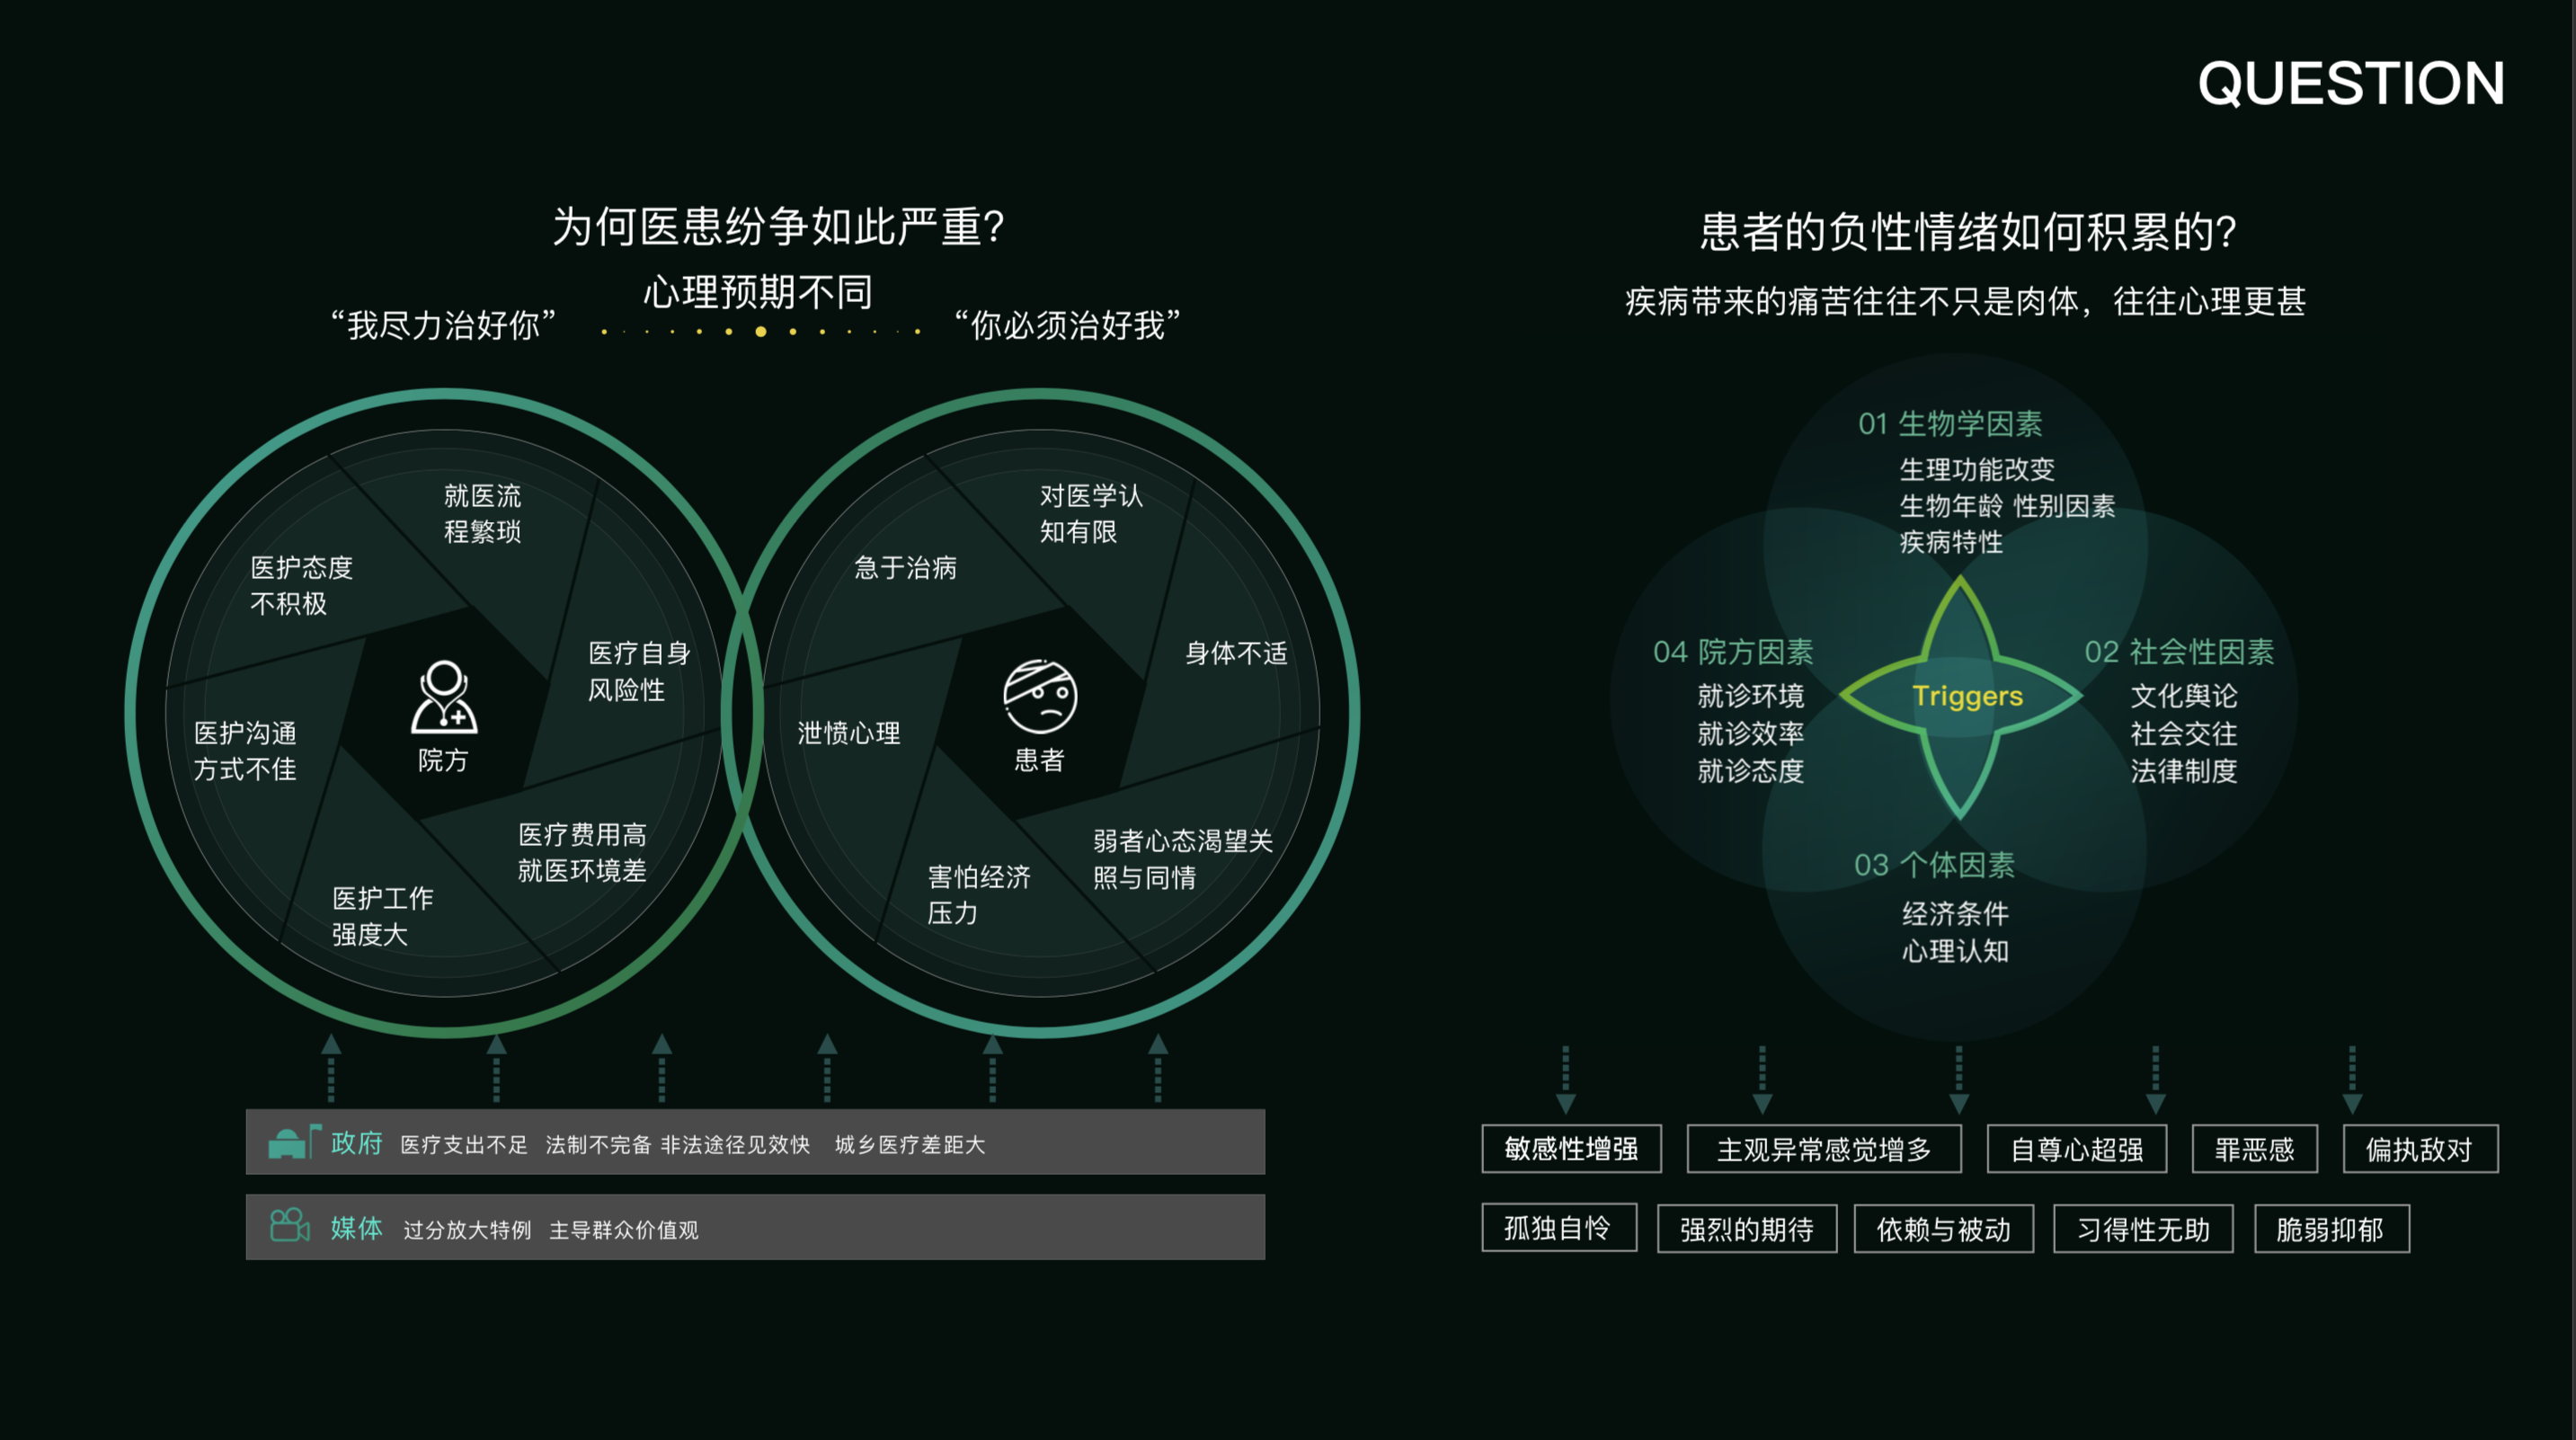 QUESTION
为何医患纷争如此严重?
心理预期不同
“我尽力治好你”
“你必须治好我”
就医流
程繁琐
医护态度
不积极
医疗自身
风险性
医护沟通
方式不佳
院方
医疗费用高
就医环境差
医护工作
强度大
对医学认
知有限
急于治病
身体不适
泄愤心理
患者
弱者心态渴望关
照与同情
害怕经济
压力
政府 医疗支出不足 法制不完备 非法途径见效快 城乡医疗差距大
媒体 过分放大特例 主导群众价值观
患者的负性情绪如何积累的?
疾病带来的痛苦往往不只是肉体，往往心理更甚
01 生物学因素
生理功能改变
生物年龄 性别因素
疾病特性
04 院方因素
就诊环境
就诊效率
就诊态度
Triggers
02 社会性因素
文化舆论
社会交往
法律制度
03 个体因素
经济条件
心理认知
敏感性增强
主观异常感觉增多
自尊心超强
罪恶感
偏执敌对
孤独自怜
强烈的期待
依赖与被动
习得性无助
脆弱抑郁